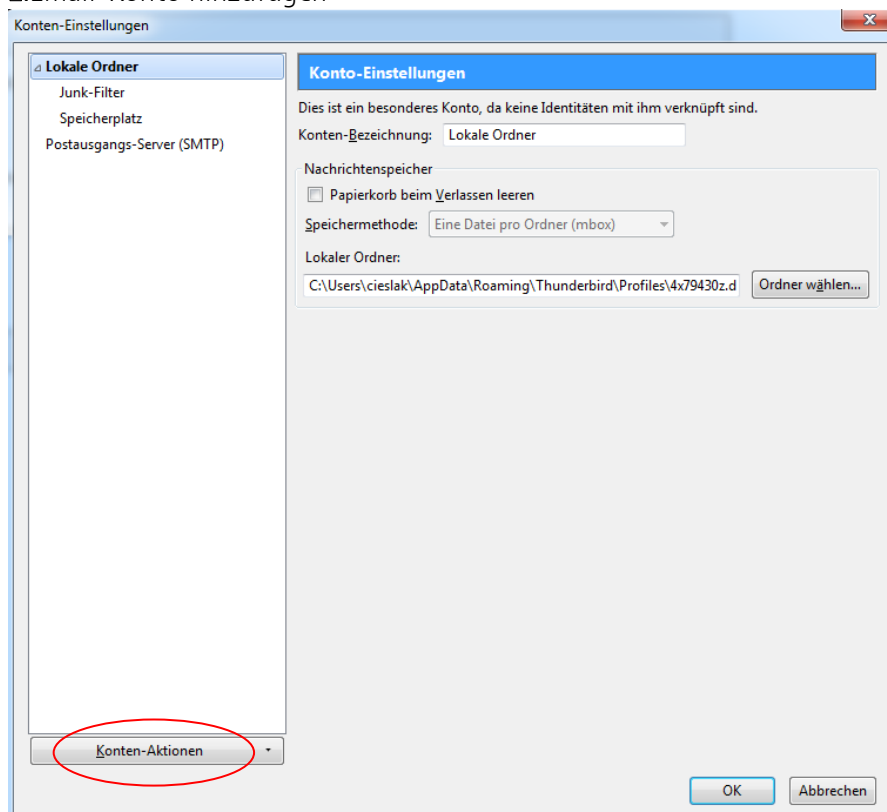 Konten-Einstellungen
Lokale Ordner
Junk-Filter
Speicherplatz
Postausgangs-Server (SMTP)
Konten-Aktionen
Konto-Einstellungen
Dies ist ein besonderes Konto, da keine Identitäten mit ihm verknüpft sind.
Konten-Bezeichnung: Lokale Ordner
Nachrichtenspeicher
Papierkorb beim Verlassen leeren
Speichermethode: Eine Datei pro Ordner (mbox)
Lokaler Ordner:
C:\Users\cieslak\AppData\Roaming\Thunderbird\Profiles\4x79430z.d Ordner wählen...
OK Abbrechen